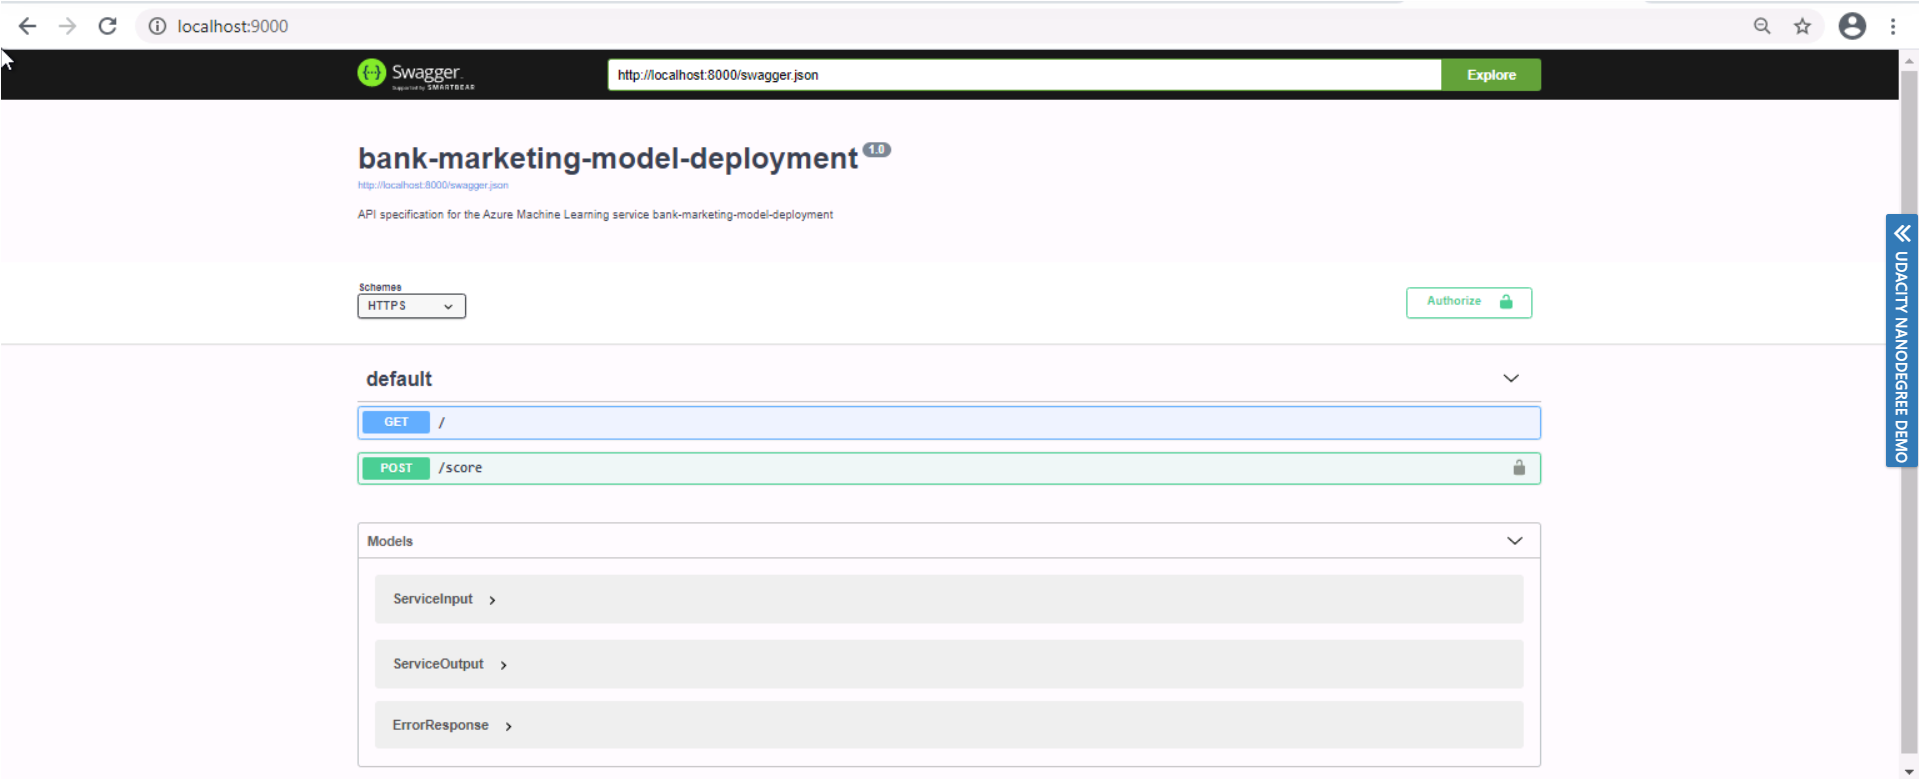 localhost:9000
Swagger.
Supported by SMARTBEAR
http://localhost:8000/swagger.json
Explore
bank-marketing-model-deployment 1.0
http://localhost:8000/swagger.json
API specification for the Azure Machine Learning service bank-marketing-model-deployment
Schemes
HTTPS
Authorize
UDACITY NANODEGREE DEMO
default
GET /
POST /score
Models
ServiceInput
ServiceOutput
ErrorResponse